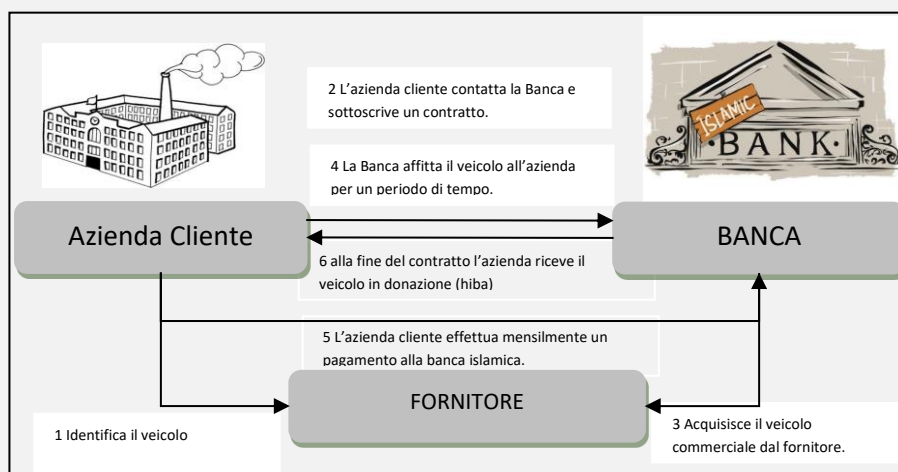 2 L’azienda cliente contatta la Banca e
sottoscrive un contratto.
ISLAMIC
BANK
4 La Banca affitta il veicolo all’azienda
per un periodo di tempo.
Azienda Cliente
BANCA
6 alla fine del contratto l’azienda riceve il
veicolo in donazione (hiba)
5 L’azienda cliente effettua mensilmente un
pagamento alla banca islamica.
FORNITORE
1 Identifica il veicolo
3 Acquisisce il veicolo
commerciale dal fornitore.